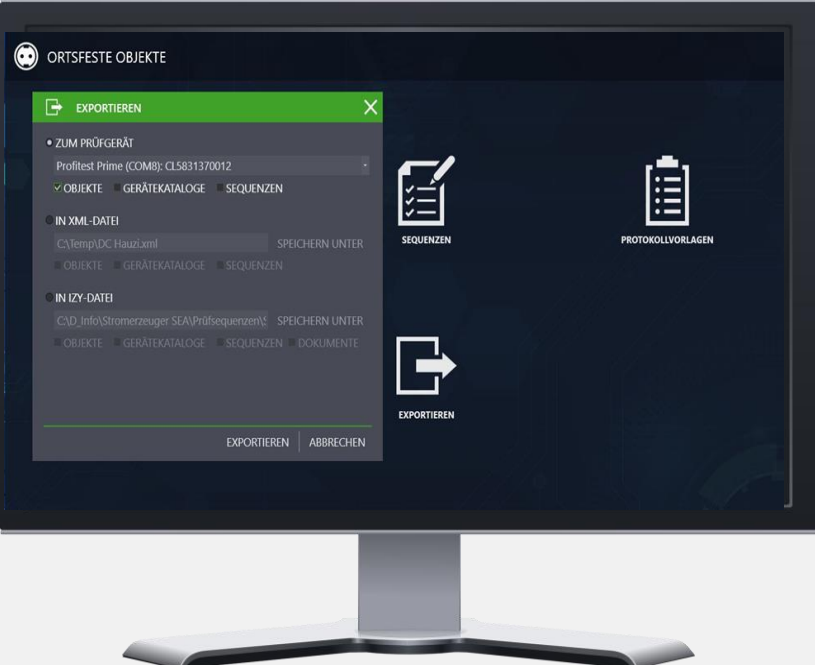 ORTSFESTE OBJEKTE
EXPORTIEREN
ZUM PRÜFGERÄT
Profitest Prime (COM8): CL5831370012
OBJEKTE GERÄTEKATALOGE SEQUENZEN
IN XML-DATEI
C:\Temp\DC Hauzi.xml SPEICHERN UNTER
OBJEKTE GERÄTEKATALOGE SEQUENZEN
IN IZY-DATEI
C:\D_Info\Stromerzeuger SEA\Prüfsequenzen\ SPEICHERN UNTER
OBJEKTE GERÄTEKATALOGE SEQUENZEN DOKUMENTE
EXPORTIEREN ABBRECHEN
SEQUENZEN
PROTOKOLLVORLAGEN
EXPORTIEREN